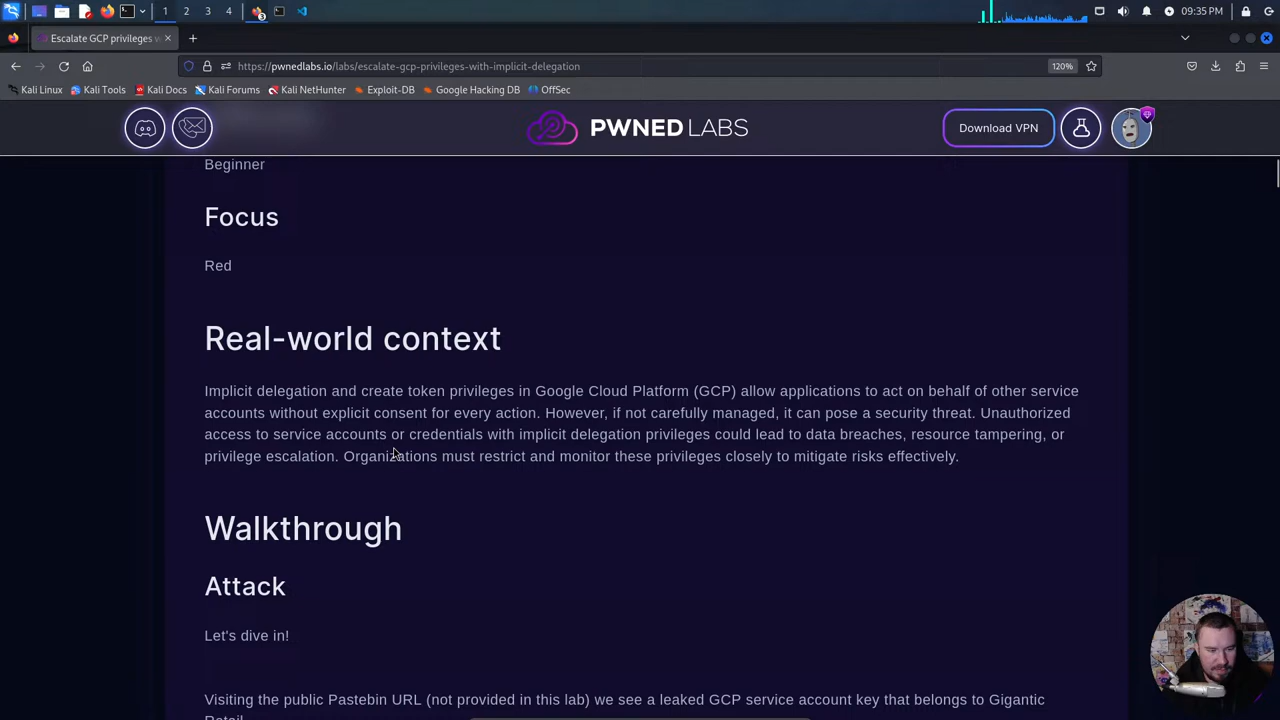 1 2 3 4
3
09:35 PM
Escalate GCP privileges w
https://pwnedlabs.io/labs/escalate-gcp-privileges-with-implicit-delegation
120%
Kali Linux Kali Tools Kali Docs Kali Forums Kali NetHunter Exploit-DB Google Hacking DB OffSec
PWNED LABS
Download VPN
Beginner
Focus
Red
Real-world context
Implicit delegation and create token privileges in Google Cloud Platform (GCP) allow applications to act on behalf of other service
accounts without explicit consent for every action. However, if not carefully managed, it can pose a security threat. Unauthorized
access to service accounts or credentials with implicit delegation privileges could lead to data breaches, resource tampering, or
privilege escalation. Organizations must restrict and monitor these privileges closely to mitigate risks effectively.
Walkthrough
Attack
Let's dive in!
Visiting the public Pastebin URL (not provided in this lab) we see a leaked GCP service account key that belongs to Gigantic
Retail